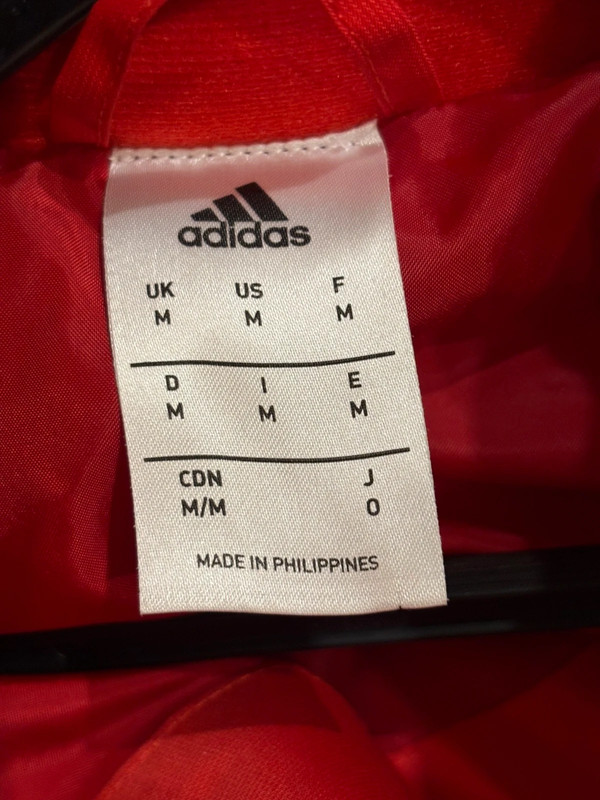 adidas
UK US F
M M M
D I E
M M M
CDN J
M/M O
MADE IN PHILIPPINES